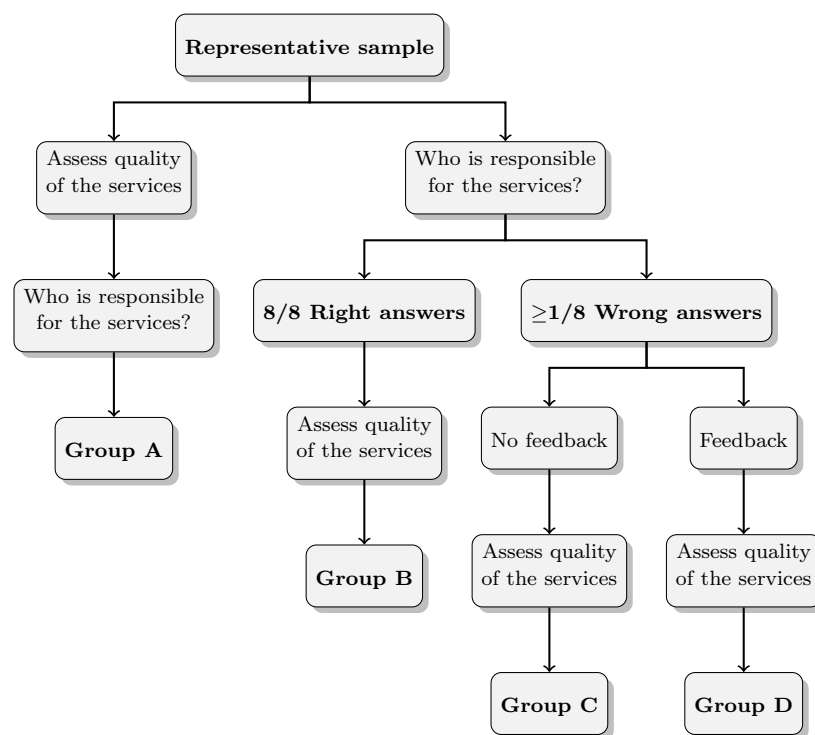 Representative sample
Assess quality
of the services
Who is responsible
for the services?
Who is responsible
for the services?
8/8 Right answers
≥1/8 Wrong answers
Group A
Assess quality
of the services
No feedback
Feedback
Group B
Assess quality
of the services
Assess quality
of the services
Group C
Group D